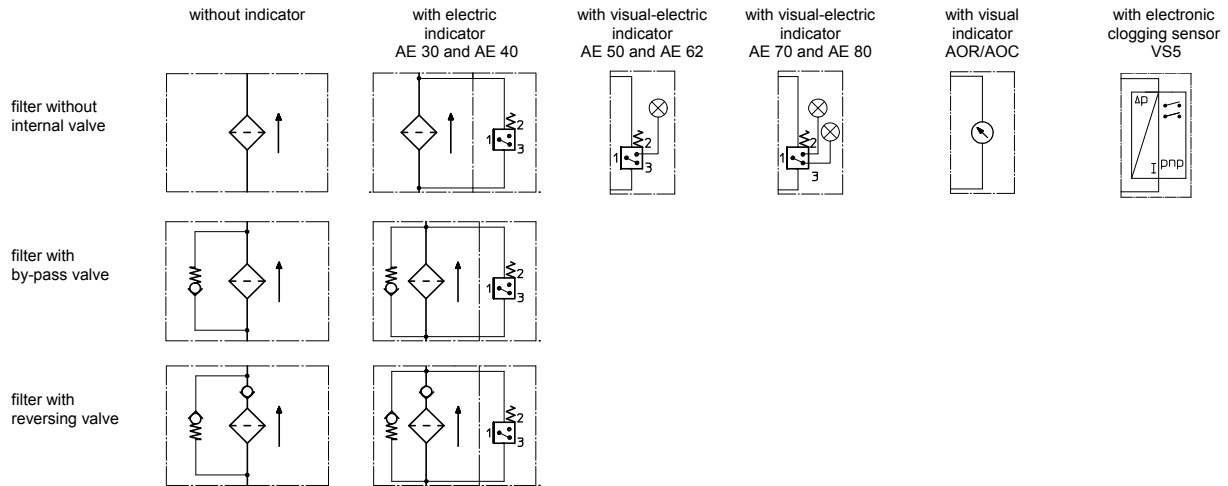 without indicator
with electric
indicator
AE 30 and AE 40
with visual-electric
indicator
AE 50 and AE 62
with visual-electric
indicator
AE 70 and AE 80
with visual
indicator
AOR/AOC
with electronic
clogging sensor
VS5
filter without
internal valve
1
2
3
1
2
3
1
2
3
Δp
I
pnp
filter with
by-pass valve
1
2
3
filter with
reversing valve
1
2
3